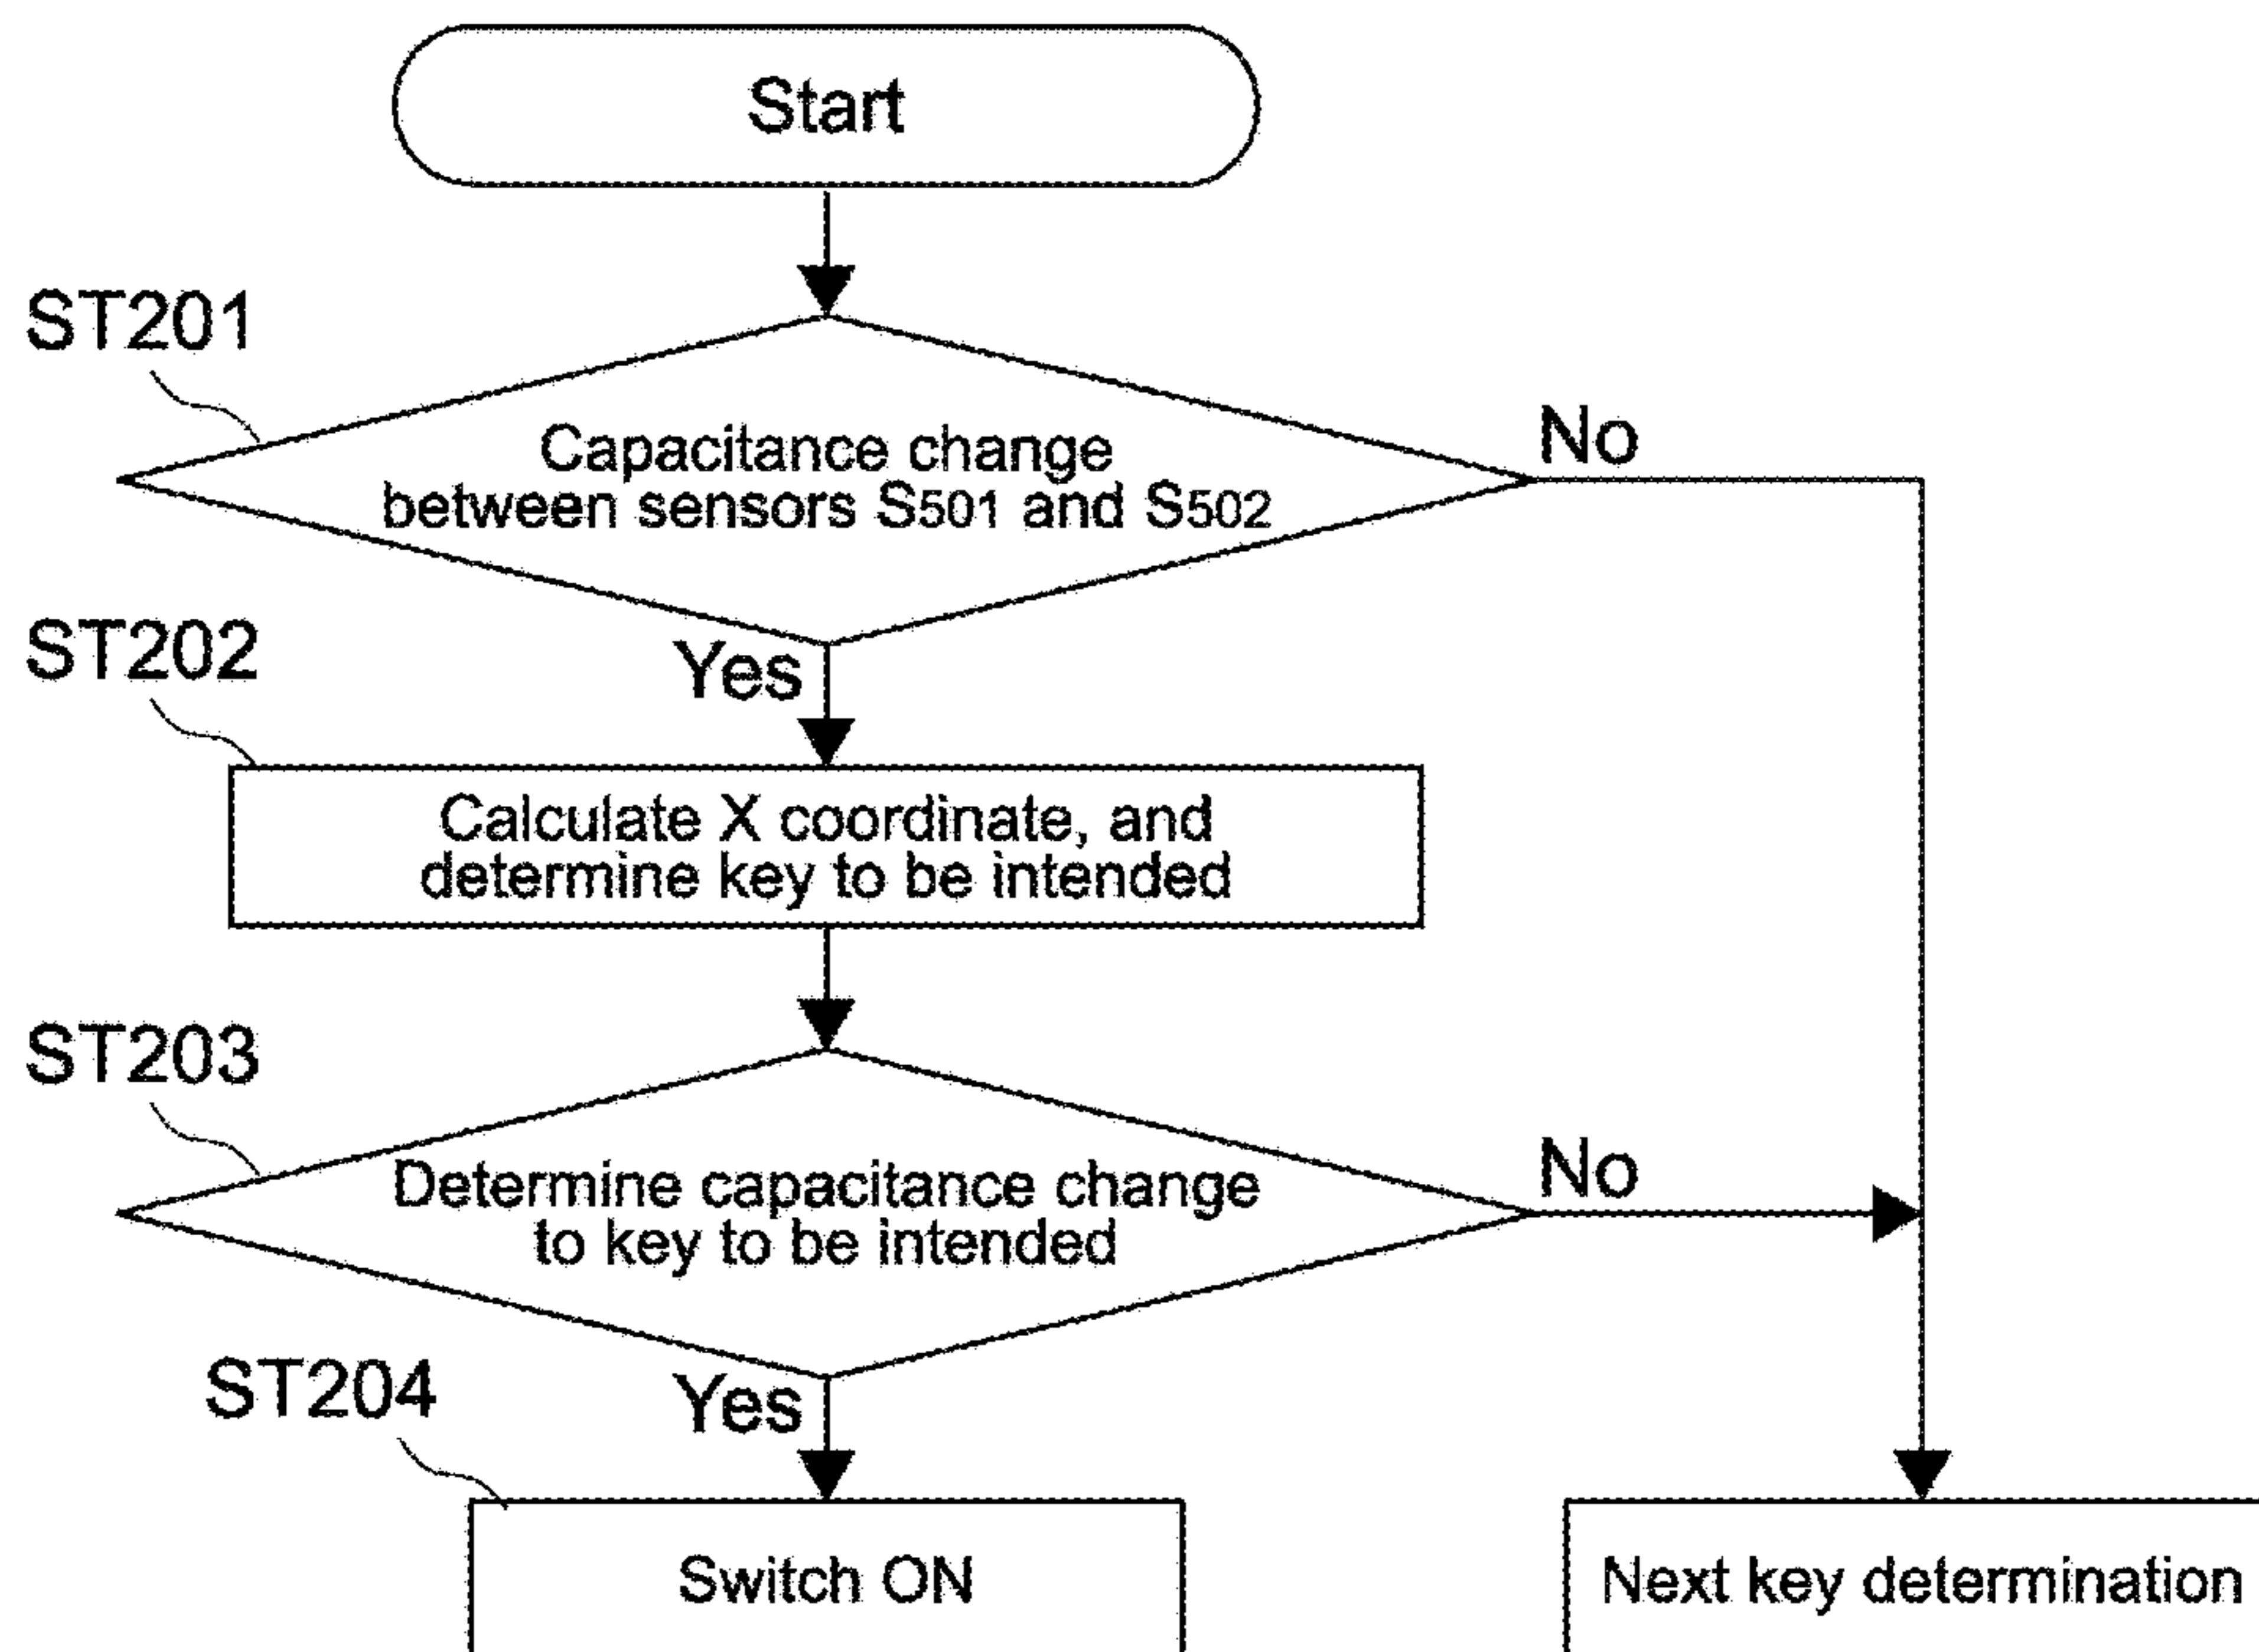 Start
ST201
Capacitance change
between sensors S501 and S502
No
Yes
ST202
Calculate X coordinate, and
determine key to be intended
ST203
Determine capacitance change
to key to be intended
No
Yes
ST204
Switch ON
Next key determination